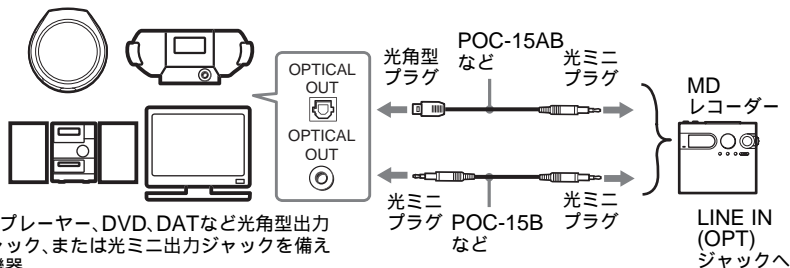 OPTICAL
OUT
OPTICAL
OUT
光角型
プラグ
POC-15AB
など
光ミニ
プラグ
光ミニ
プラグ
POC-15B
など
光ミニ
プラグ
MD
レコーダー
LINE IN
(OPT)
ジャックへ
プレーヤー、DVD、DATなど光角型出力
ャック、または光ミニ出力ジャックを備え